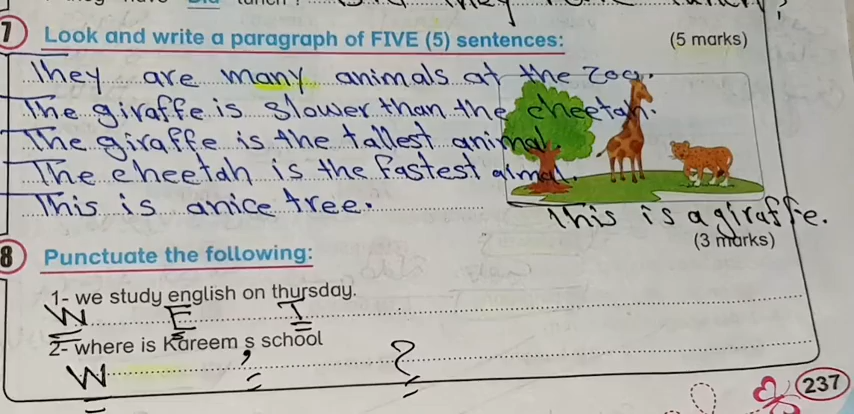 7 Look and write a paragraph of FIVE (5) sentences: (5 marks)
They are many animals at the zoo.
The giraffe is slower than the cheetah.
The giraffe is the tallest animal.
The cheetah is the fastest aimal.
This is anice tree.
This is a giraffe.
(3 marks)
8 Punctuate the following:
1- we study english on thursday.
W E T
2- where is Kareem s school
W , ?
237